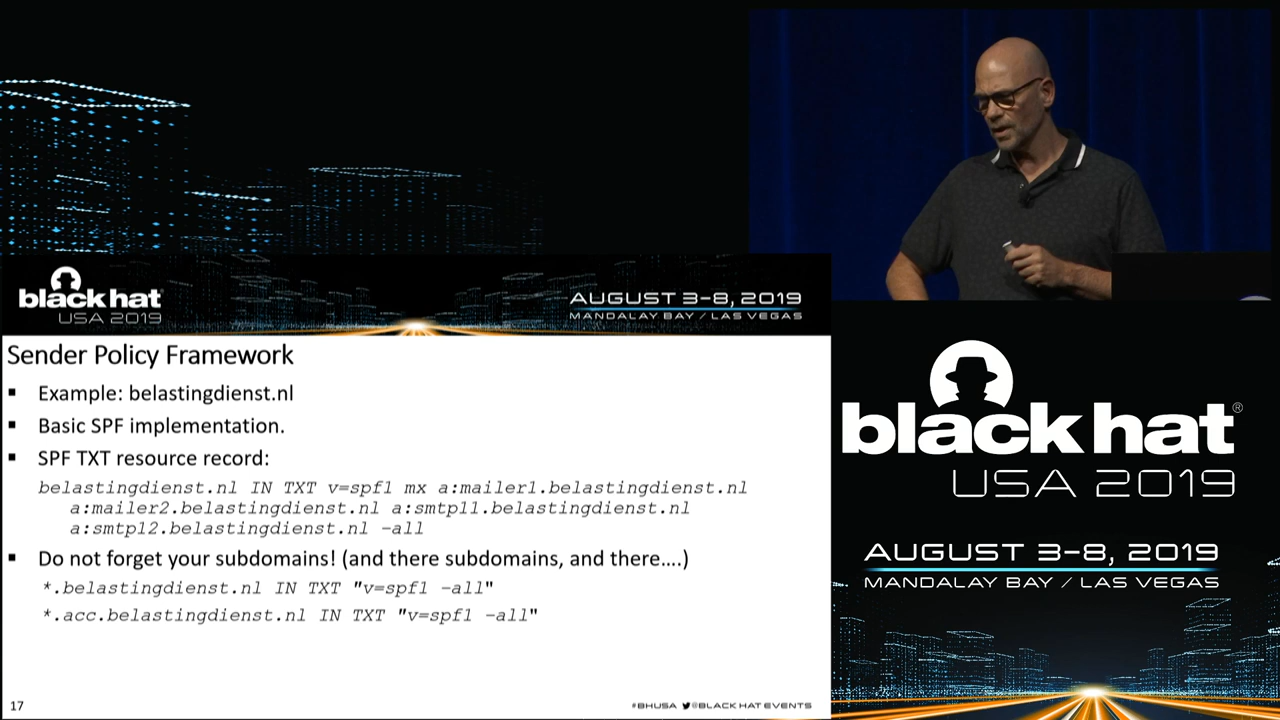 black hat
USA 2019
AUGUST 3-8, 2019
MANDALAY BAY / LAS VEGAS
Sender Policy Framework
▪ Example: belastingdienst.nl
▪ Basic SPF implementation.
▪ SPF TXT resource record:
belastingdienst.nl IN TXT v=spf1 mx a:mailer1.belastingdienst.nl
a:mailer2.belastingdienst.nl a:smtp11.belastingdienst.nl
a:smtp12.belastingdienst.nl -all
▪ Do not forget your subdomains! (and there subdomains, and there....)
*.belastingdienst.nl IN TXT "v=spf1 -all"
*.acc.belastingdienst.nl IN TXT "v=spf1 -all"
17
#BHUSA @BLACK HAT EVENTS
black hat®
USA 2019
AUGUST 3-8, 2019
MANDALAY BAY / LAS VEGAS